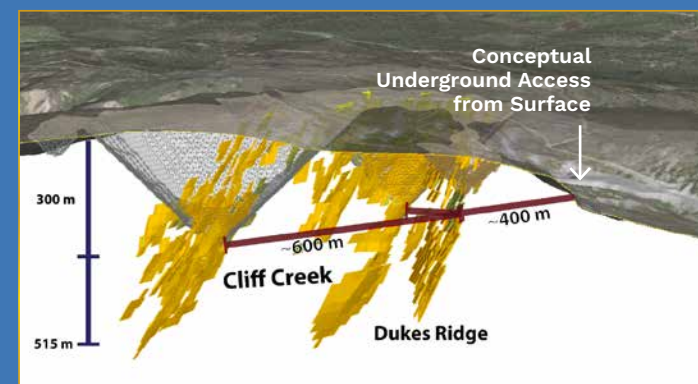 Conceptual
Underground Access
from Surface
300 m
~400 m
~600 m
Cliff Creek
Dukes Ridge
515 m